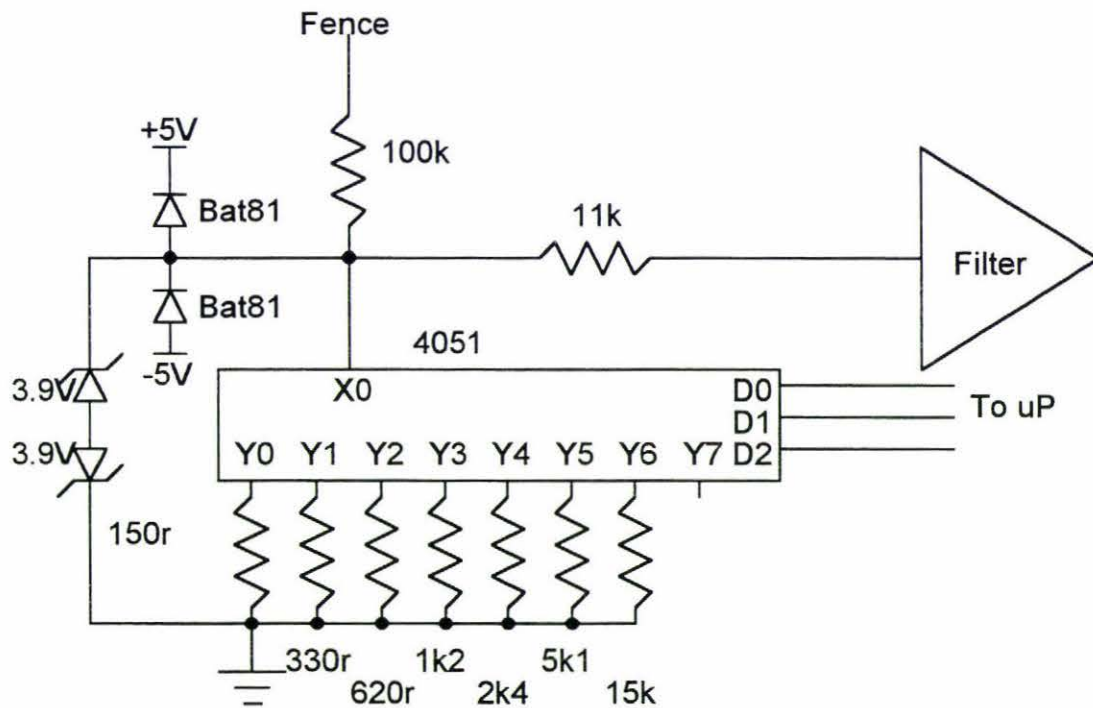 Fence
+5V
100k
Bat81
11k
Filter
Bat81
-5V
4051
3.9V
X0
D0
To uP
D1
3.9V
Y0 Y1 Y2 Y3 Y4 Y5 Y6 Y7 D2
150r
330r
1k2
5k1
620r
2k4
15k